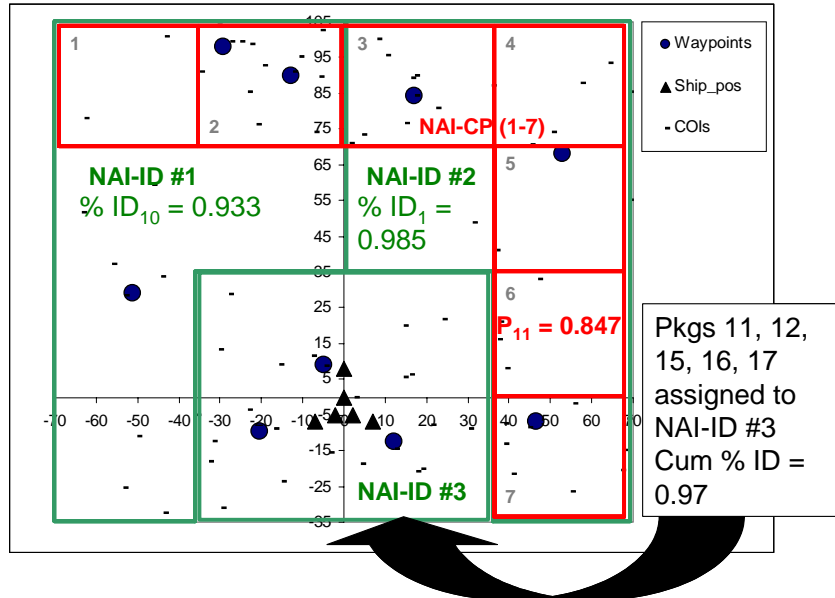 105
95
85
75
65
55
45
35
25
15
5
-5
-15
-25
-35
-70 -60 -50 -40 -30 -20 -10 0 10 20 30 40 50 60 70
1
2
3
4
5
6
7
NAI-CP (1-7)
NAI-ID #1
% ID10 = 0.933
NAI-ID #2
% ID1 =
0.985
P11 = 0.847
NAI-ID #3
Waypoints
Ship_pos
COIs
Pkgs 11, 12,
15, 16, 17
assigned to
NAI-ID #3
Cum % ID =
0.97